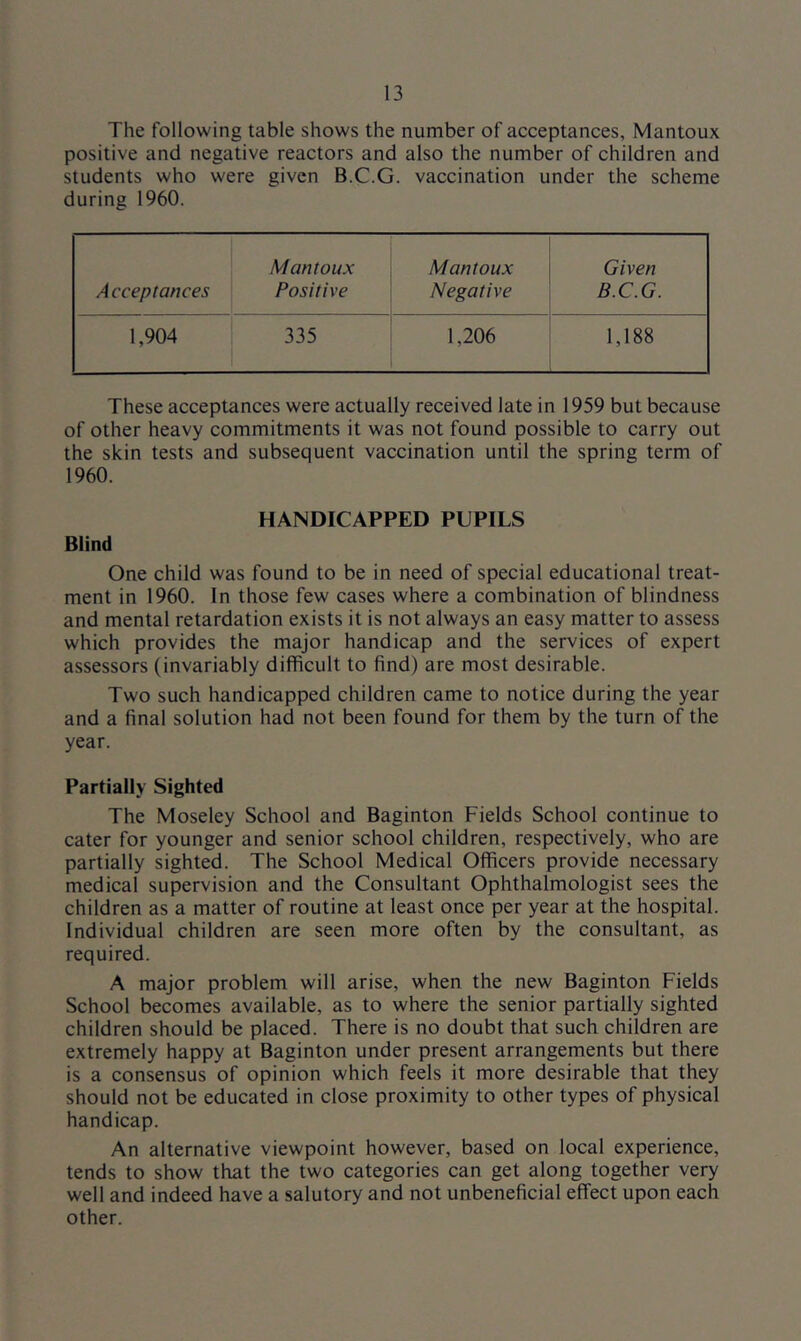 13
The following table shows the number of acceptances, Mantoux
positive and negative reactors and also the number of children and
students who were given B.C.G. vaccination under the scheme
during 1960.
Acceptances Mantoux Positive Mantoux Negative Given B.C.G.
1,904 335 1,206 1,188
These acceptances were actually received late in 1959 but because
of other heavy commitments it was not found possible to carry out
the skin tests and subsequent vaccination until the spring term of
1960.
HANDICAPPED PUPILS
Blind
One child was found to be in need of special educational treat-
ment in 1960. In those few cases where a combination of blindness
and mental retardation exists it is not always an easy matter to assess
which provides the major handicap and the services of expert
assessors (invariably difficult to find) are most desirable.
Two such handicapped children came to notice during the year
and a final solution had not been found for them by the turn of the
year.
Partially Sighted
The Moseley School and Baginton Fields School continue to
cater for younger and senior school children, respectively, who are
partially sighted. The School Medical Officers provide necessary
medical supervision and the Consultant Ophthalmologist sees the
children as a matter of routine at least once per year at the hospital.
Individual children are seen more often by the consultant, as
required.
A major problem will arise, when the new Baginton Fields
School becomes available, as to where the senior partially sighted
children should be placed. There is no doubt that such children are
extremely happy at Baginton under present arrangements but there
is a consensus of opinion which feels it more desirable that they
should not be educated in close proximity to other types of physical
handicap.
An alternative viewpoint however, based on local experience,
tends to show that the two categories can get along together very
well and indeed have a salutory and not unbeneficial effect upon each
other.